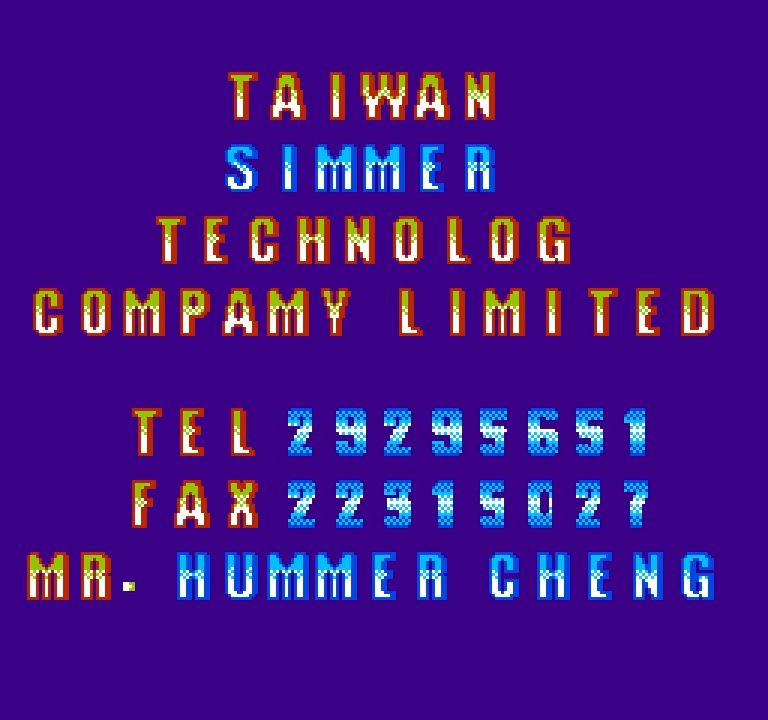 TAIWAN
SIMMER
TECHNOLOG
COMPAMY LIMITED
TEL 29295651
FAX 22315027
MR. HUMMER CHENG